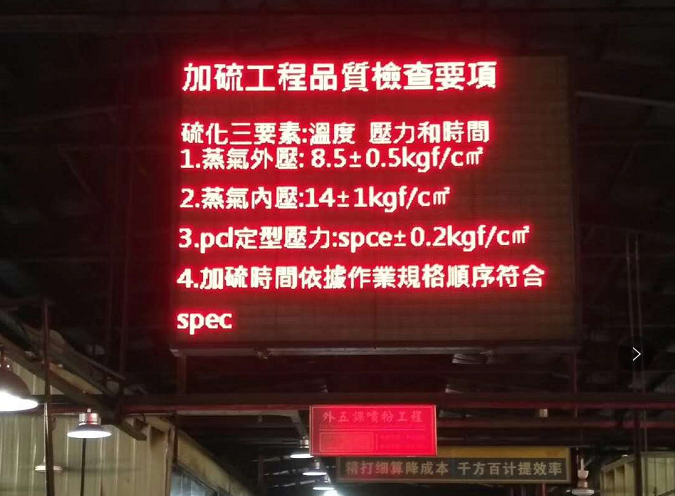 加硫工程品質檢查要項
硫化三要素:溫度 壓力和時間
1.蒸氣外壓: 8.5±0.5kgf/c㎡
2.蒸氣內壓:14±1kgf/c㎡
3.pcl定型壓力:spce±0.2kgf/c㎡
4.加硫時間依據作業規格順序符合
spec
外五課噴粉工程
精打细算降成本 千方百计提效率